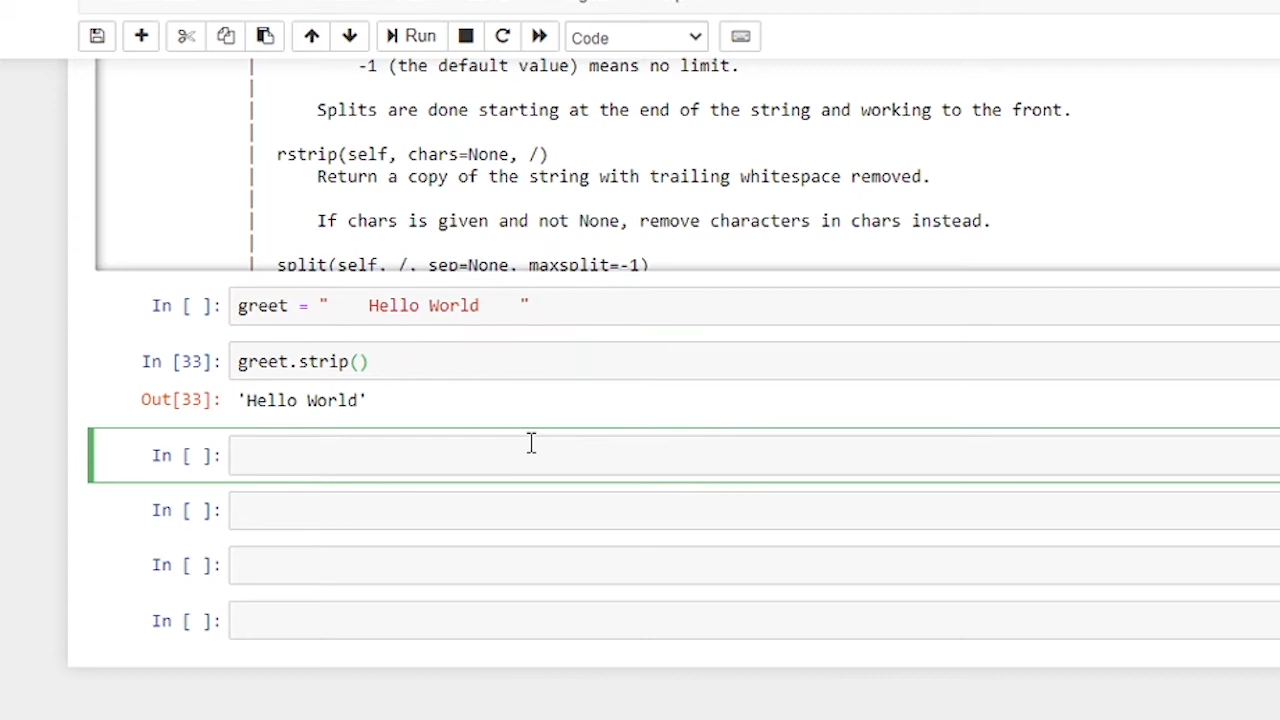 Run
Code
-1 (the default value) means no limit.
Splits are done starting at the end of the string and working to the front.
rstrip(self, chars=None, /)
Return a copy of the string with trailing whitespace removed.
If chars is given and not None, remove characters in chars instead.
split(self, /, sep=None, maxsplit=-1)
In [ ]: greet = "    Hello World    "
In [33]: greet.strip()
Out[33]: 'Hello World'
In [ ]:
In [ ]:
In [ ]:
In [ ]: